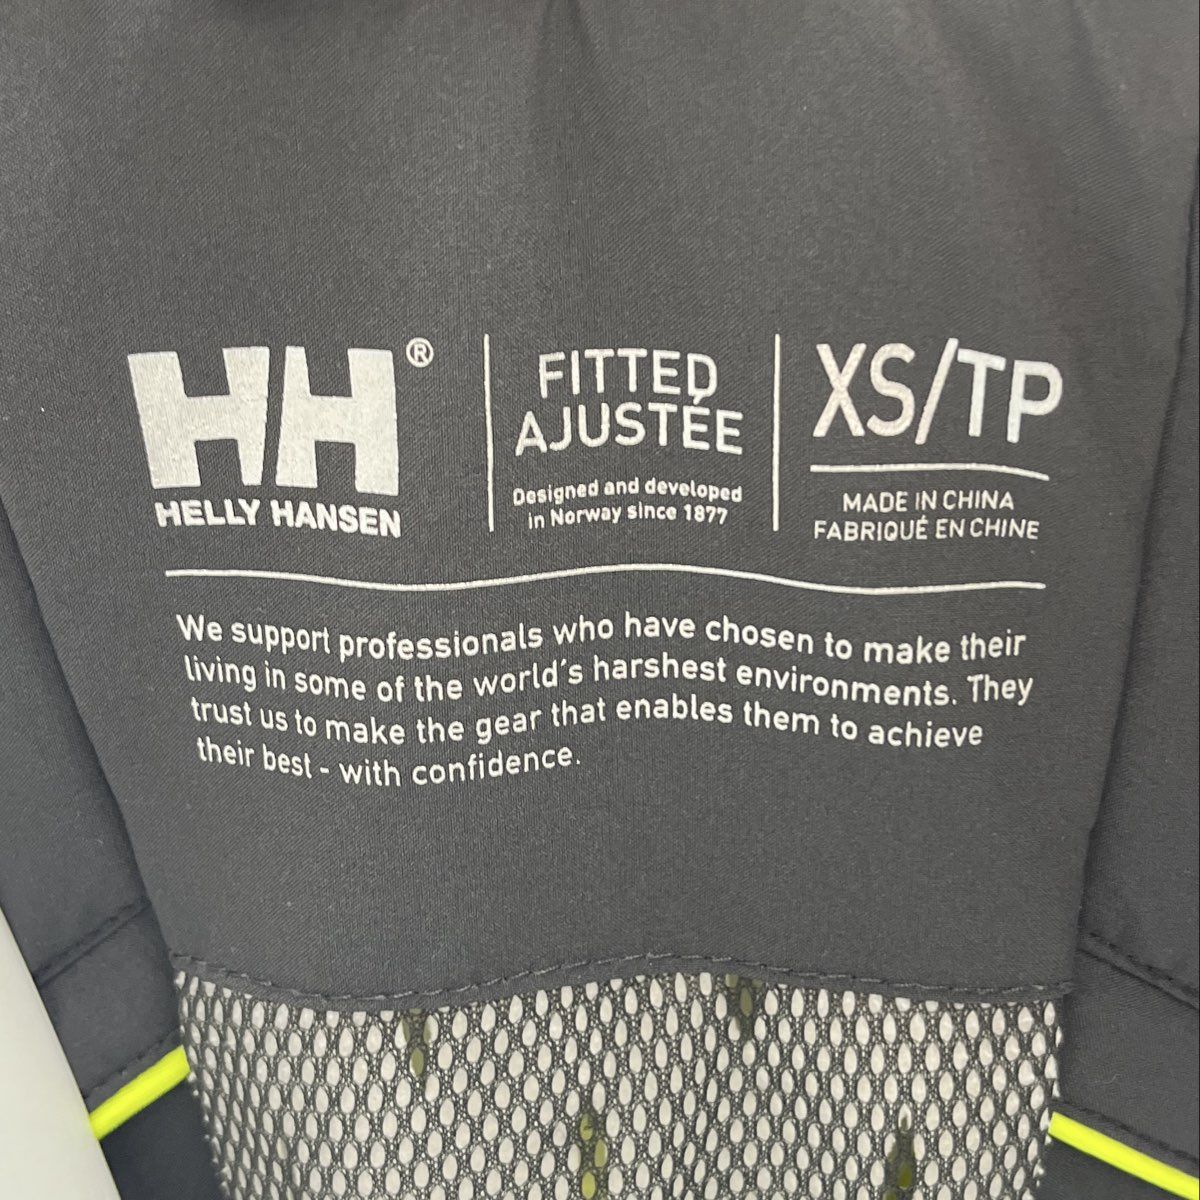 HH®
HELLY HANSEN
FITTED
AJUSTÉE
Designed and developed
in Norway since 1877
XS/TP
MADE IN CHINA
FABRIQUÉ EN CHINE
We support professionals who have chosen to make their
living in some of the world's harshest environments. They
trust us to make the gear that enables them to achieve
their best - with confidence.